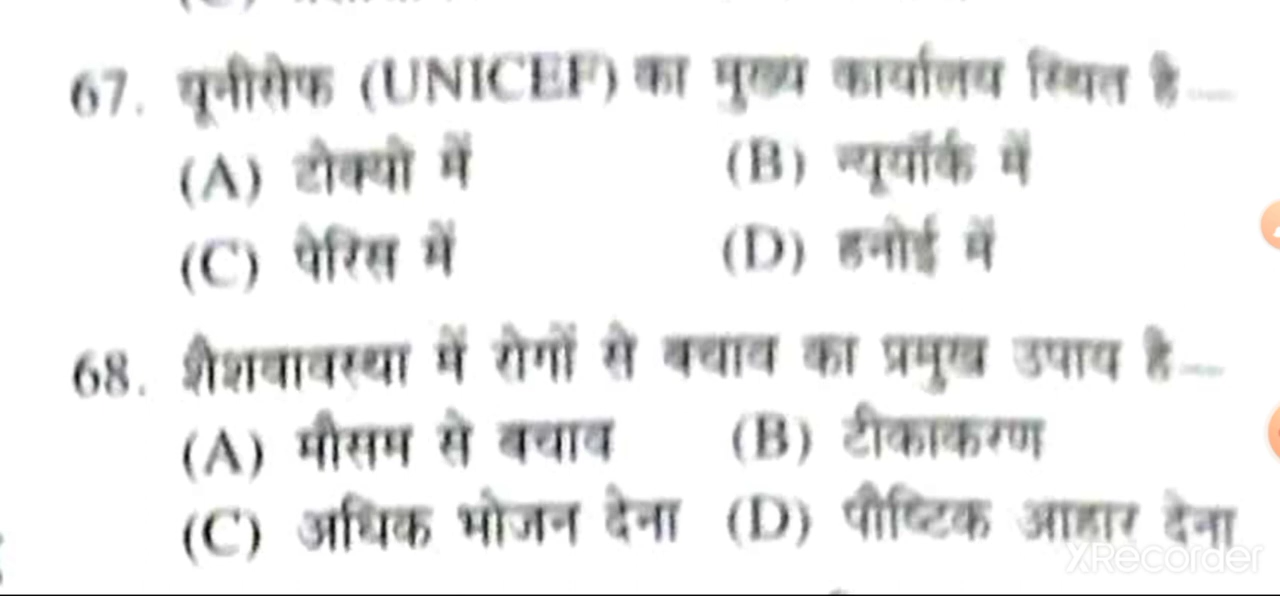 67. यूनीसेफ (UNICEF) का मुख्य कार्यालय स्थित है—
(A) टोक्यो में (B) न्यूयॉर्क में
(C) पेरिस में (D) हनोई में
68. शैशवावस्था में रोगों से बचाव का प्रमुख उपाय है—
(A) मौसम से बचाव (B) टीकाकरण
(C) अधिक भोजन देना (D) पौष्टिक आहार देना
XRecorder